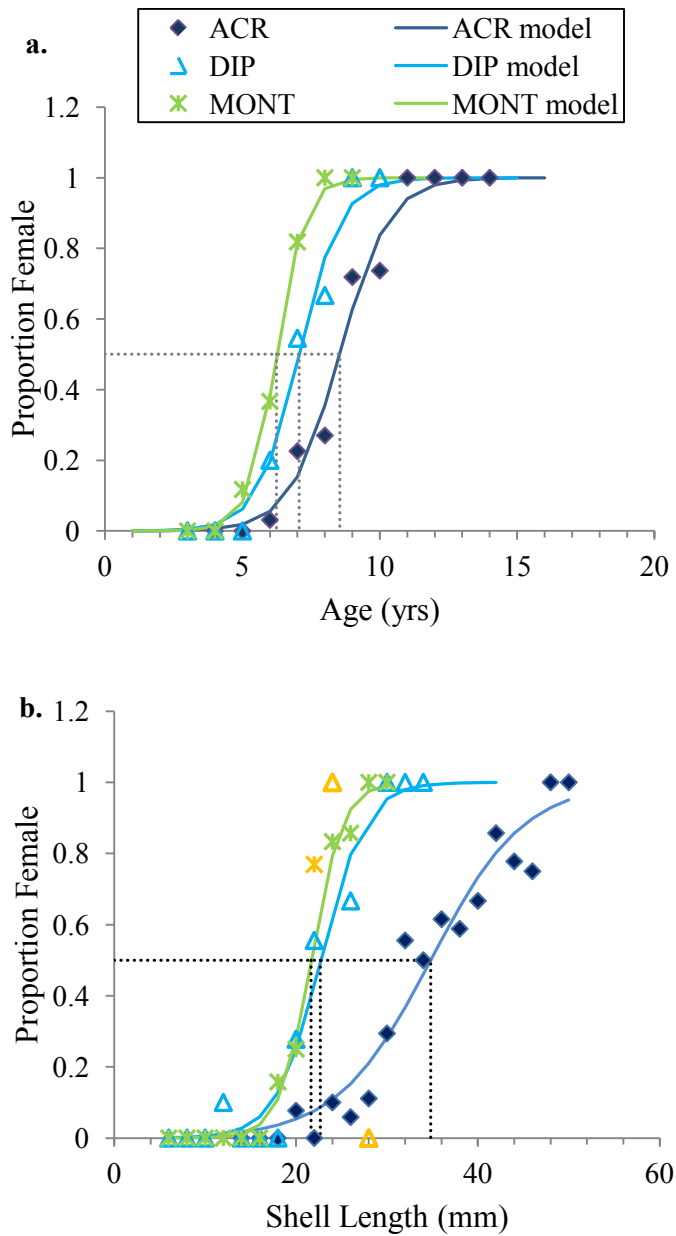 a.
ACR ACR model
DIP DIP model
MONT MONT model
1.2
1
0.8
0.6
0.4
0.2
0
Proportion Female
0 5 10 15 20
Age (yrs)
b.
1.2
1
0.8
0.6
0.4
0.2
0
Proportion Female
0 20 40 60
Shell Length (mm)